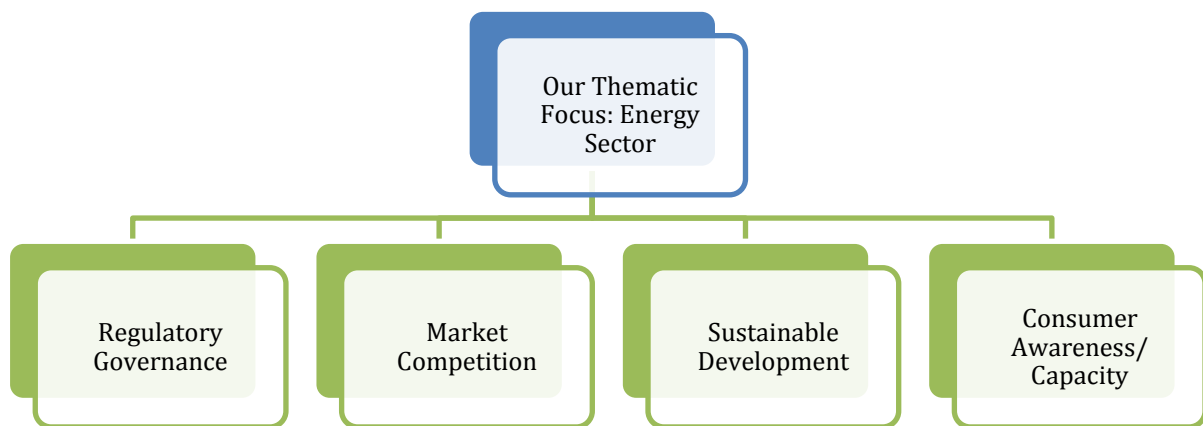 Our Thematic
Focus: Energy
Sector
Regulatory
Governance
Market
Competition
Sustainable
Development
Consumer
Awareness/
Capacity